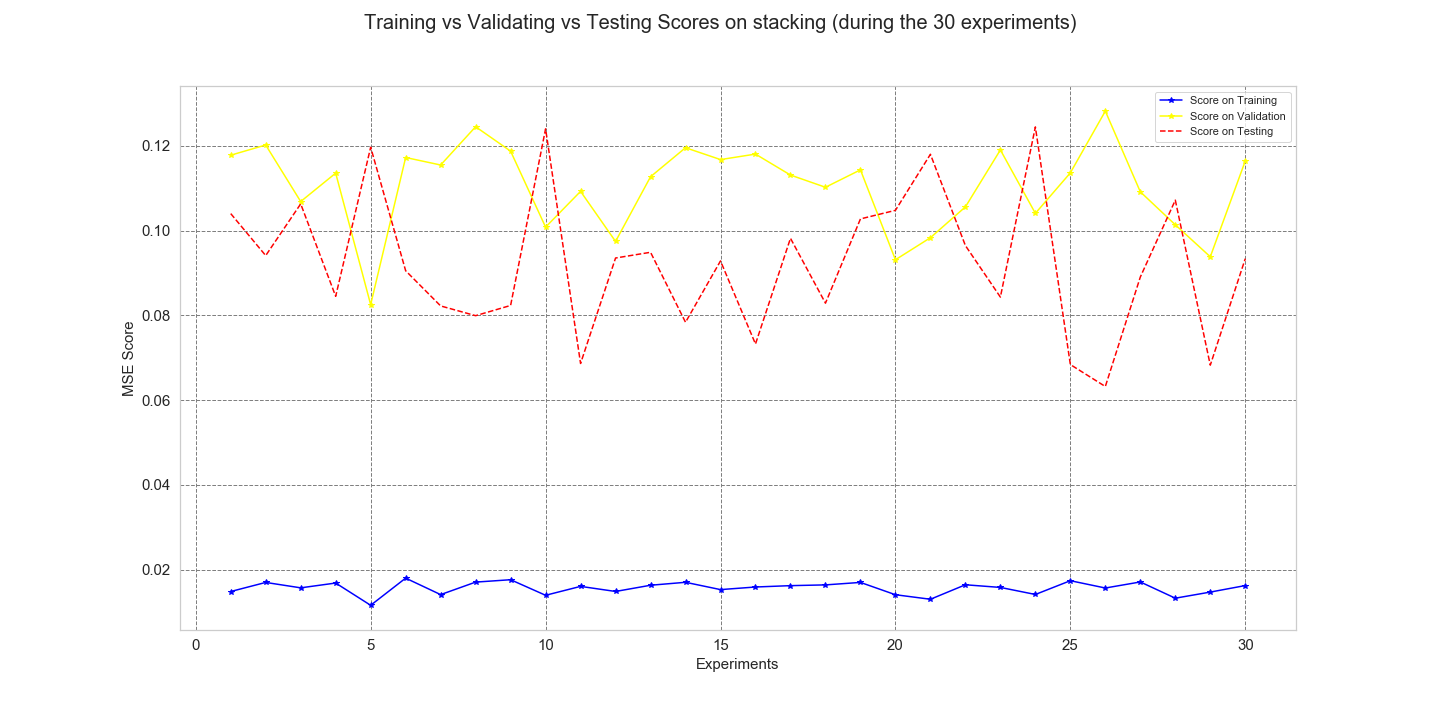 Training vs Validating vs Testing Scores on stacking (during the 30 experiments)
Score on Training
Score on Validation
Score on Testing
0.12
0.10
0.08
0.06
0.04
0.02
MSE Score
0 5 10 15 20 25 30
Experiments